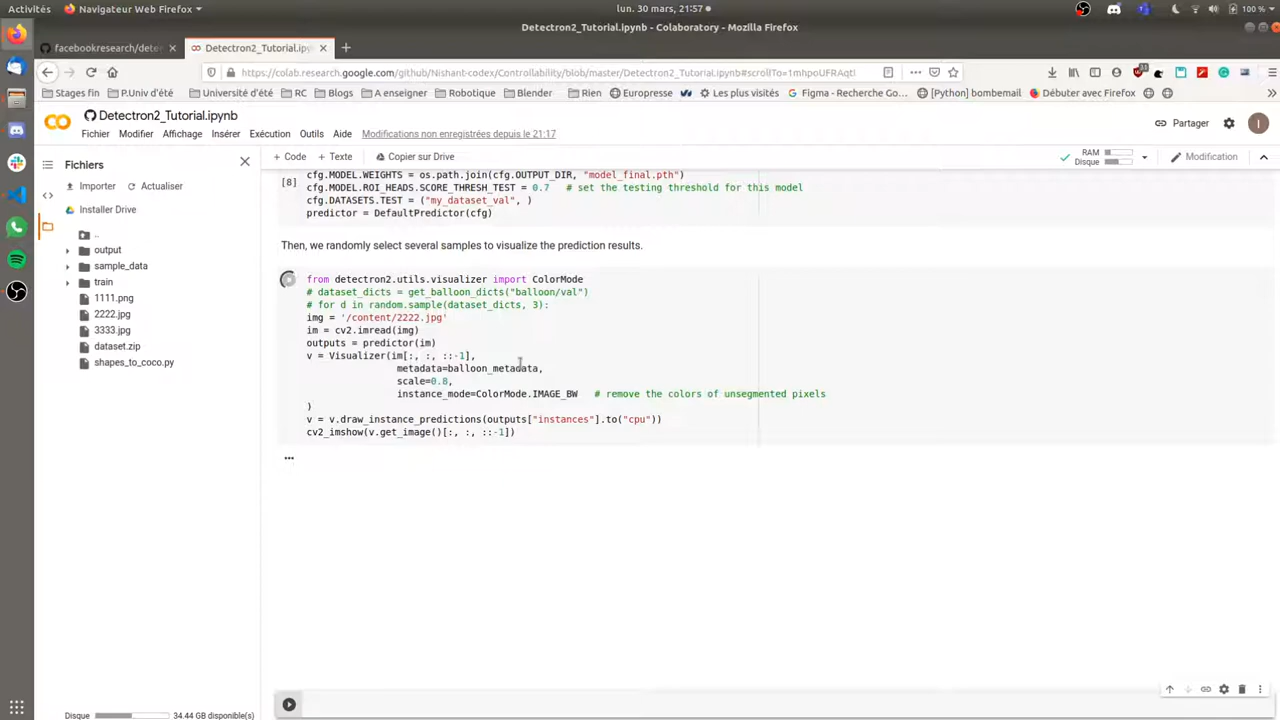 Activités
Navigateur Web Firefox
lun. 30 mars, 21:57
100 %
Detectron2_Tutorial.ipynb - Colaboratory - Mozilla Firefox
facebookresearch/dete
Detectron2_Tutorial.ipyn
https://colab.research.google.com/github/Nishant-codex/Controllability/blob/master/Detectron2_Tutorial.ipynb#scrollTo=1mhpoUFRAqtl
Stages fin
P.Univ d'été
Université d'été
RC
Blogs
A enseigner
Robotique
Blender
Rien
Europresse
Les plus visités
Figma - Recherche Go…
[Python] bombemail
Débuter avec Firefox
Detectron2_Tutorial.ipynb
Partager
Fichier Modifier Affichage Insérer Exécution Outils Aide Modifications non enregistrées depuis le 21:17
Fichiers
+ Code + Texte Copier sur Drive
RAM
Disque
Modification
Importer Actualiser
Installer Drive
..
output
sample_data
train
1111.png
2222.jpg
3333.jpg
dataset.zip
shapes_to_coco.py
Disque 34.44 GB disponible(s)
cfg.MODEL.WEIGHTS = os.path.join(cfg.OUTPUT_DIR, "model_final.pth")
[8] cfg.MODEL.ROI_HEADS.SCORE_THRESH_TEST = 0.7 # set the testing threshold for this model
cfg.DATASETS.TEST = ("my_dataset_val", )
predictor = DefaultPredictor(cfg)
Then, we randomly select several samples to visualize the prediction results.
from detectron2.utils.visualizer import ColorMode
# dataset_dicts = get_balloon_dicts("balloon/val")
# for d in random.sample(dataset_dicts, 3):
img = '/content/2222.jpg'
im = cv2.imread(img)
outputs = predictor(im)
v = Visualizer(im[:, :, ::-1],
metadata=balloon_metadata,
scale=0.8,
instance_mode=ColorMode.IMAGE_BW # remove the colors of unsegmented pixels
)
v = v.draw_instance_predictions(outputs["instances"].to("cpu"))
cv2_imshow(v.get_image()[:, :, ::-1])
...